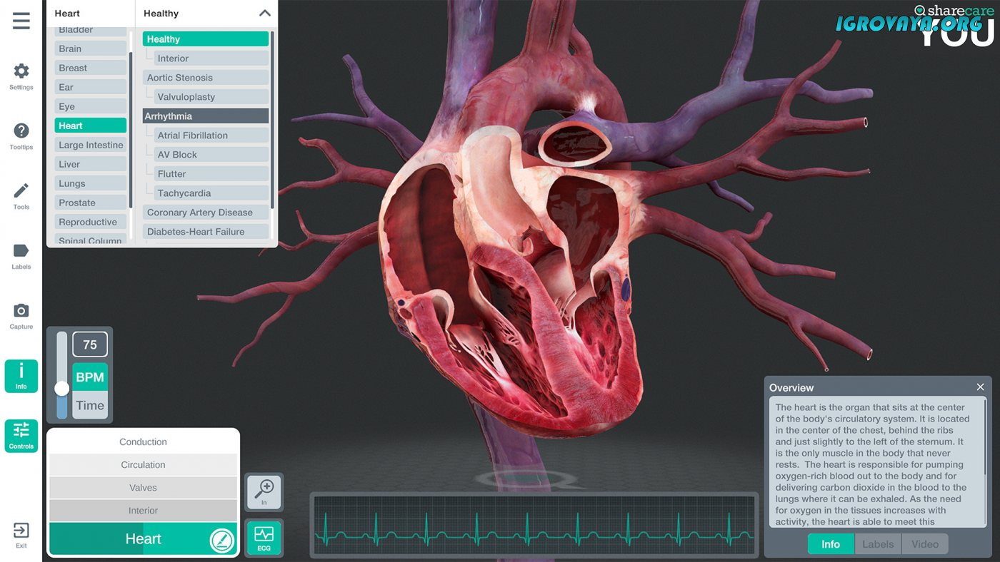 Settings
Tooltips
Tools
Labels
Capture
Info
Controls
Exit
Heart
Bladder
Brain
Breast
Ear
Eye
Heart
Large Intestine
Liver
Lungs
Prostate
Reproductive
Spinal Column
Healthy
Healthy
Interior
Aortic Stenosis
Valvuloplasty
Arrhythmia
Atrial Fibrillation
AV Block
Flutter
Tachycardia
Coronary Artery Disease
Diabetes-Heart Failure
sharecare
IGROVAYA.ORG
YOU
75
BPM
Time
Conduction
Circulation
Valves
Interior
Heart
In
ECG
Overview
The heart is the organ that sits at the center
of the body's circulatory system. It is located
in the center of the chest, behind the ribs
and just slightly to the left of the sternum. It
is the only muscle in the body that never
rests. The heart is responsible for pumping
oxygen-rich blood out to the body and for
delivering carbon dioxide in the blood to the
lungs where it can be exhaled. As the need
for oxygen in the tissues increases with
activity, the heart is able to meet this
Info
Labels
Video